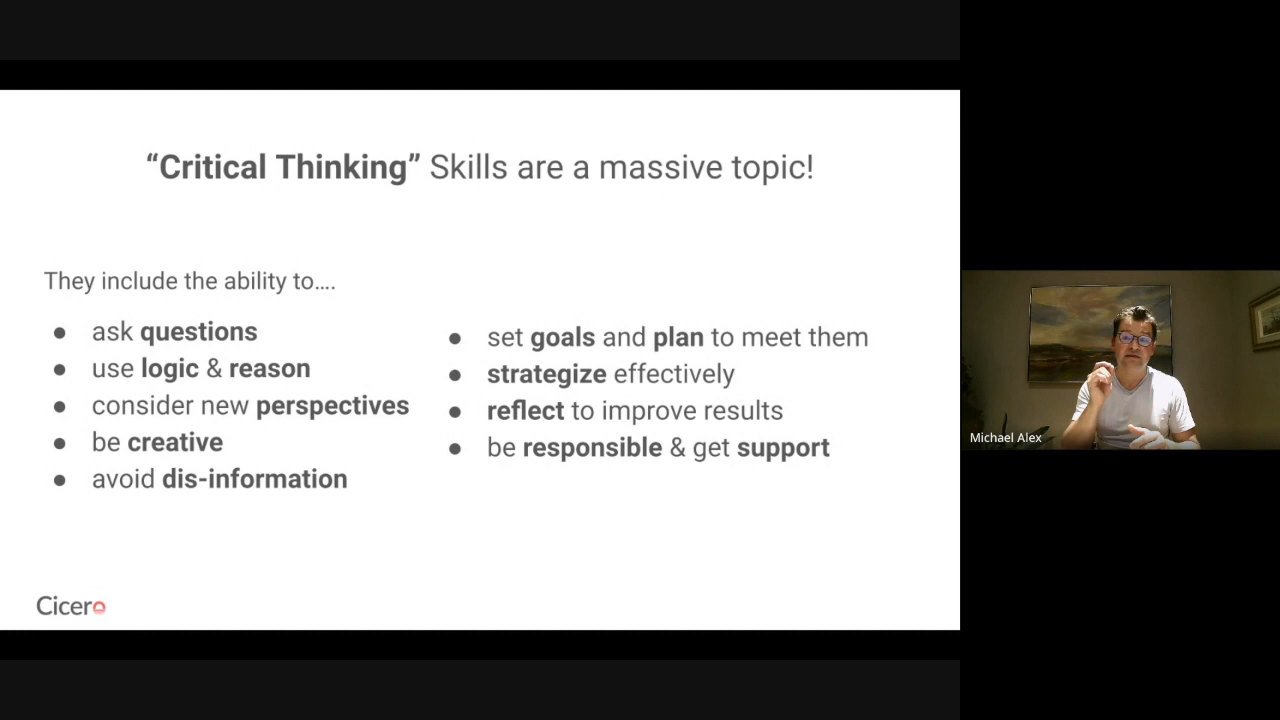 “Critical Thinking” Skills are a massive topic!
They include the ability to....
● ask questions
● use logic & reason
● consider new perspectives
● be creative
● avoid dis-information
● set goals and plan to meet them
● strategize effectively
● reflect to improve results
● be responsible & get support
Cicero
Michael Alex